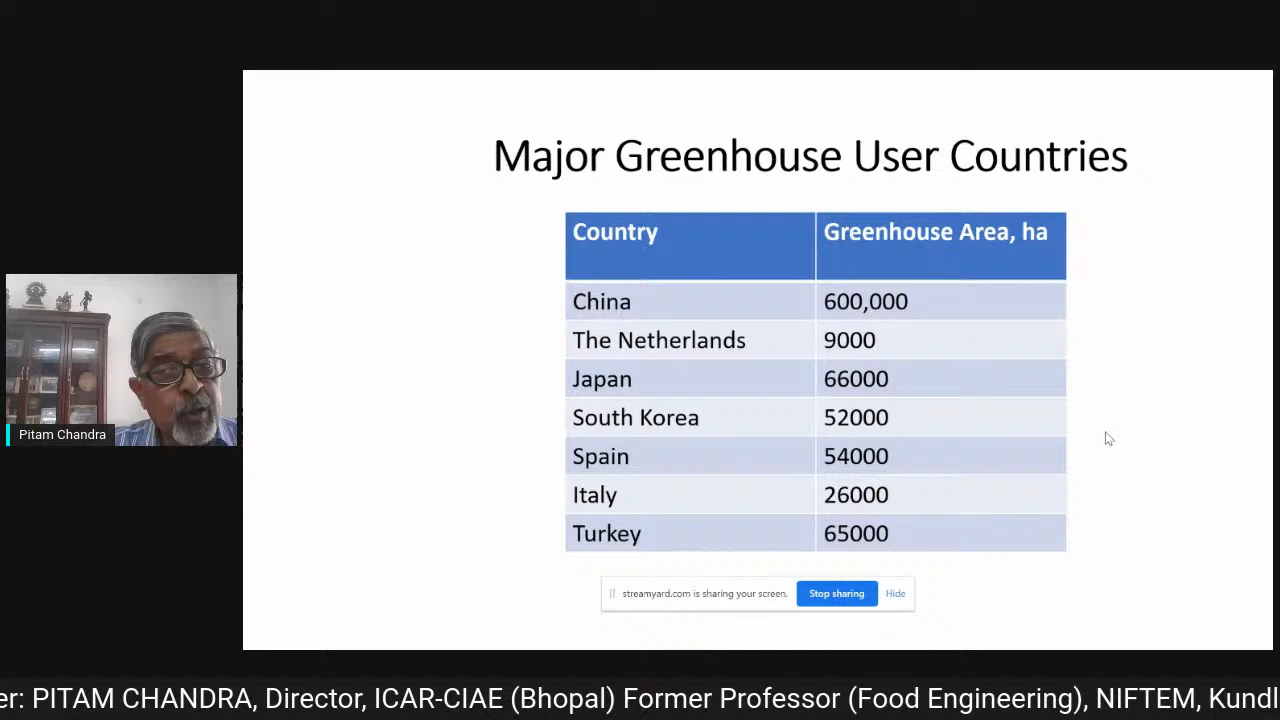 Major Greenhouse User Countries
Country Greenhouse Area, ha
China 600,000
The Netherlands 9000
Japan 66000
South Korea 52000
Spain 54000
Italy 26000
Turkey 65000
Pitam Chandra
streamyard.com is sharing your screen. Stop sharing Hide
er: PITAM CHANDRA, Director, ICAR-CIAE (Bhopal) Former Professor (Food Engineering), NIFTEM, Kundl